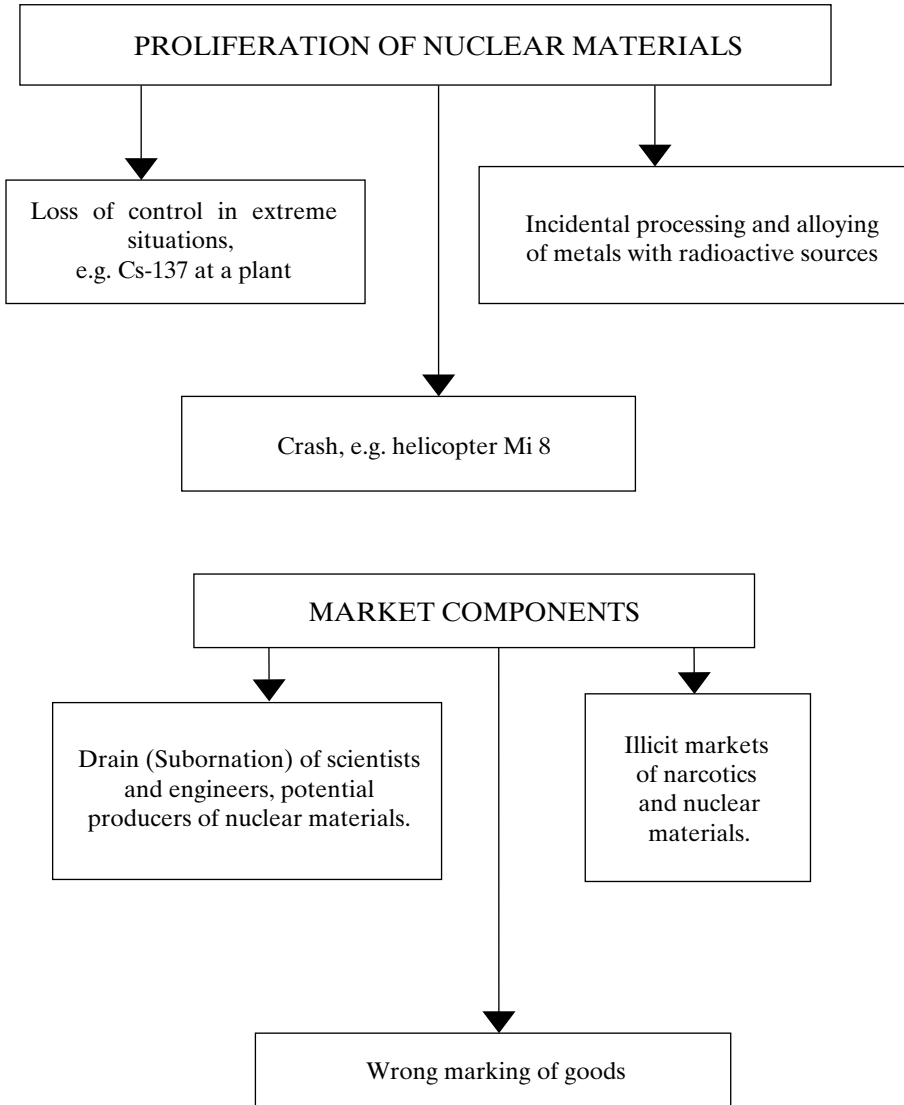 PROLIFERATION OF NUCLEAR MATERIALS
Loss of control in extreme
situations,
e.g. Cs-137 at a plant
Incidental processing and alloying
of metals with radioactive sources
Crash, e.g. helicopter Mi 8
MARKET COMPONENTS
Drain (Subornation) of scientists
and engineers, potential
producers of nuclear materials.
Illicit markets
of narcotics
and nuclear
materials.
Wrong marking of goods